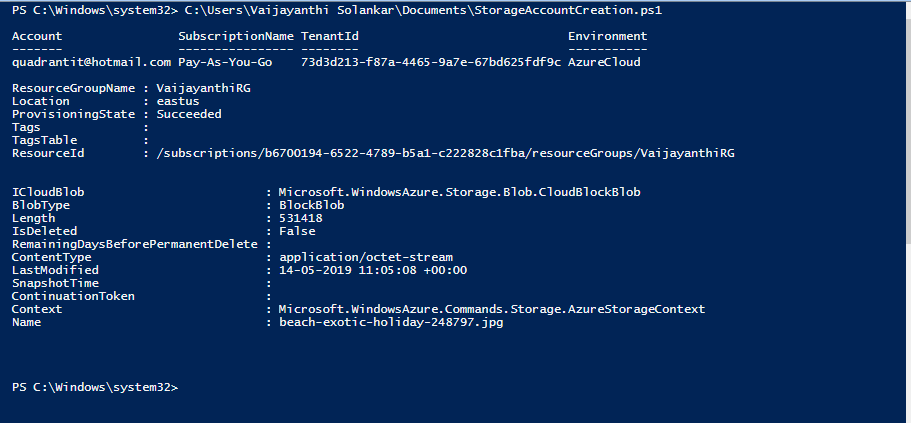 PS C:\Windows\system32> C:\Users\Vaijayanthi Solankar\Documents\StorageAccountCreation.ps1
Account SubscriptionName TenantId Environment
------- ---------------- -------- -----------
quadrantit@hotmail.com Pay-As-You-Go 73d3d213-f87a-4465-9a7e-67bd625fdf9c AzureCloud
ResourceGroupName : VaijayanthiRG
Location : eastus
ProvisioningState : Succeeded
Tags :
TagsTable :
ResourceId : /subscriptions/b6700194-6522-4789-b5a1-c222828c1fba/resourceGroups/VaijayanthiRG
ICloudBlob : Microsoft.WindowsAzure.Storage.Blob.CloudBlockBlob
BlobType : BlockBlob
Length : 531418
IsDeleted : False
RemainingDaysBeforePermanentDelete :
ContentType : application/octet-stream
LastModified : 14-05-2019 11:05:08 +00:00
SnapshotTime :
ContinuationToken :
Context : Microsoft.WindowsAzure.Commands.Storage.AzureStorageContext
Name : beach-exotic-holiday-248797.jpg
PS C:\Windows\system32>